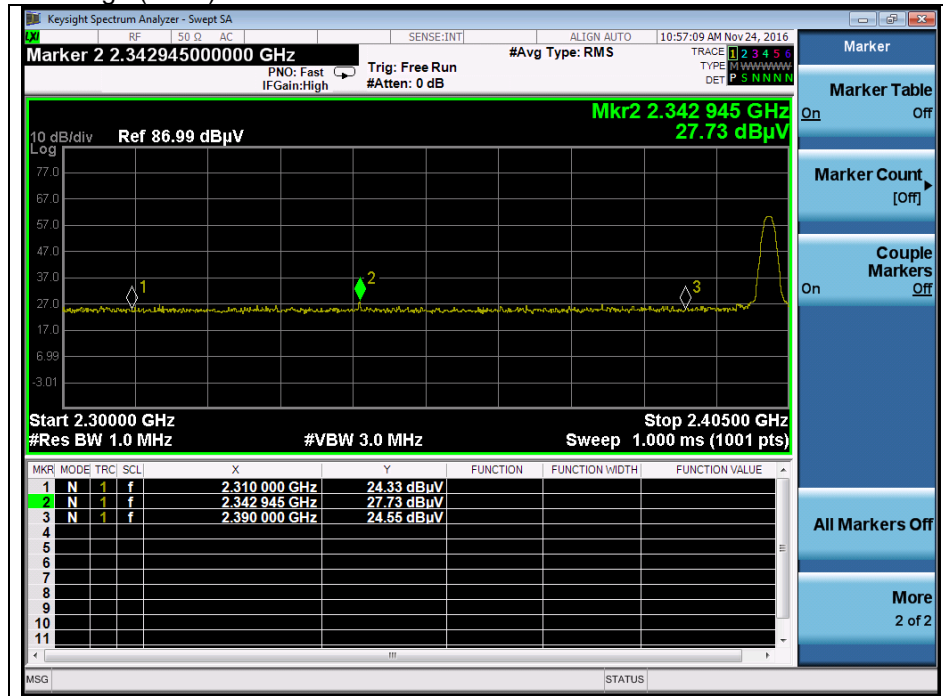 Keysight Spectrum Analyzer - Swept SA
LXI RF 50 Ω AC SENSE:INT ALIGN AUTO 10:57:09 AM Nov 24, 2016
Marker 2 2.342945000000 GHz
PNO: Fast
IFGain:High
Trig: Free Run
#Atten: 0 dB
#Avg Type: RMS
TRACE 1 2 3 4 5 6
TYPE M WWWWW
DET P S N N N N
Mkr2 2.342 945 GHz
27.73 dBµV
10 dB/div Ref 86.99 dBµV
Log
77.0
67.0
57.0
47.0
37.0
27.0
17.0
6.99
-3.01
1
2
3
Start 2.30000 GHz Stop 2.40500 GHz
#Res BW 1.0 MHz #VBW 3.0 MHz Sweep 1.000 ms (1001 pts)
MKR MODE TRC SCL X Y FUNCTION FUNCTION WIDTH FUNCTION VALUE
1 N 1 f 2.310 000 GHz 24.33 dBµV
2 N 1 f 2.342 945 GHz 27.73 dBµV
3 N 1 f 2.390 000 GHz 24.55 dBµV
4
5
6
7
8
9
10
11
MSG STATUS
Marker
Marker Table
On Off
Marker Count
[Off]
Couple
Markers
On Off
All Markers Off
More
2 of 2